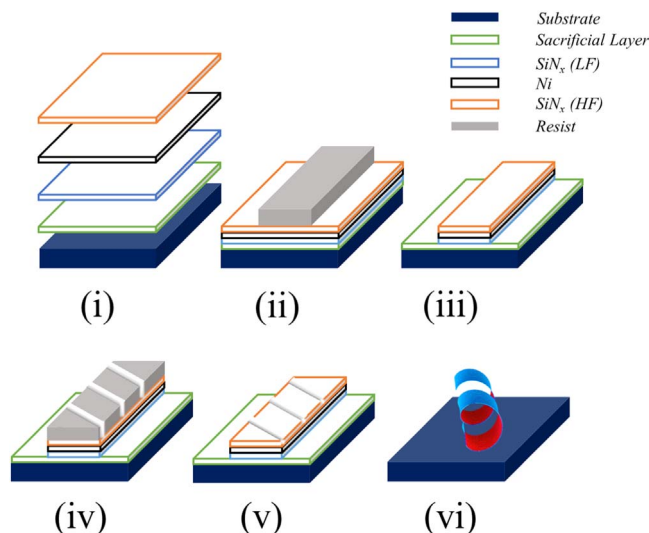 Substrate
Sacrificial Layer
SiNₓ (LF)
Ni
SiNₓ (HF)
Resist
(i)
(ii)
(iii)
(iv)
(v)
(vi)